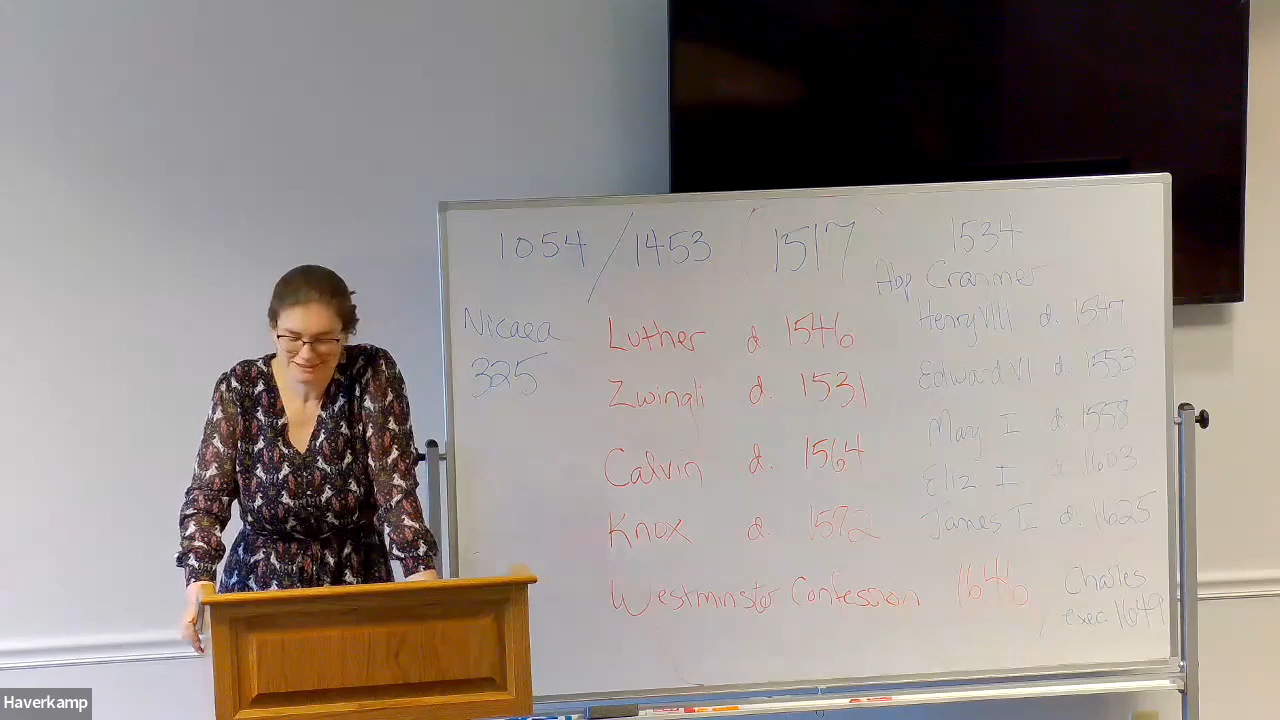 1054 / 1453
1517
1534
Abp Cranmer
Nicaea
325
Luther d. 1546
Zwingli d. 1531
Calvin d. 1564
Knox d. 1572
Westminster Confession 1646
Henry VIII d. 1547
Edward VI d. 1553
Mary I d. 1558
Eliz I d. 1603
James I d. 1625
Charles
exec. 1649
Haverkamp